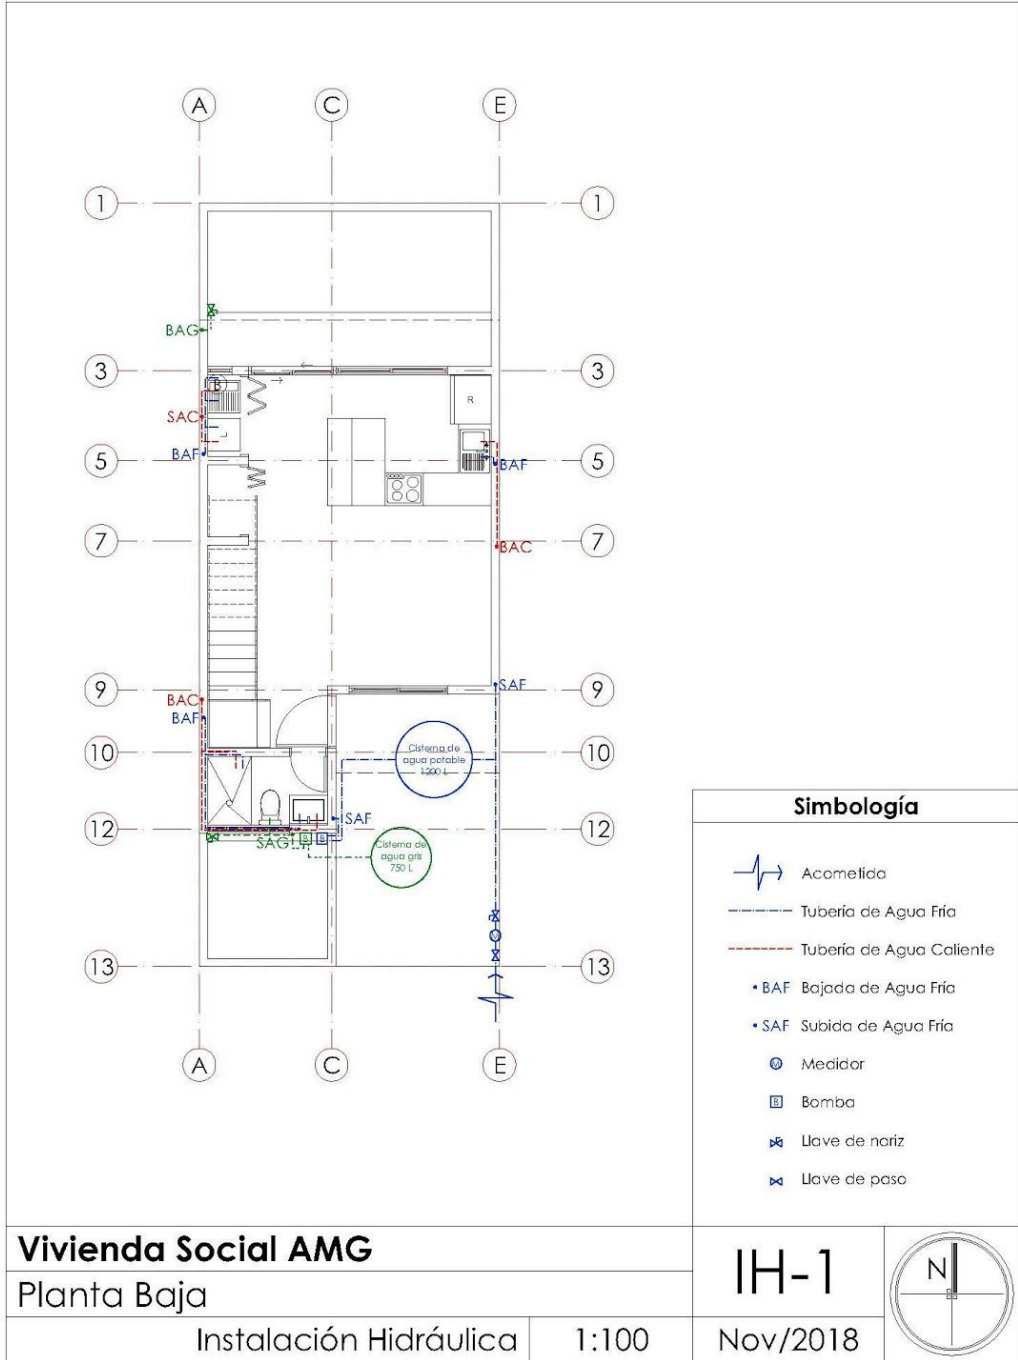 A
C
E
1
1
BAG
3
3
B
R
SAC
L
BAF
5
BAF
5
7
BAC
7
9
BAC
SAF
9
BAF
10
Cisterna de
agua potable
1200 L
10
12
SAF
12
SAG
B
B
Cisterna de
agua gris
750 L
M
13
13
A
C
E
Simbología
Acometida
Tubería de Agua Fría
Tubería de Agua Caliente
BAF Bajada de Agua Fría
SAF Subida de Agua Fría
M Medidor
B Bomba
Llave de nariz
Llave de paso
Vivienda Social AMG
Planta Baja
Instalación Hidráulica
1:100
IH-1
Nov/2018
N